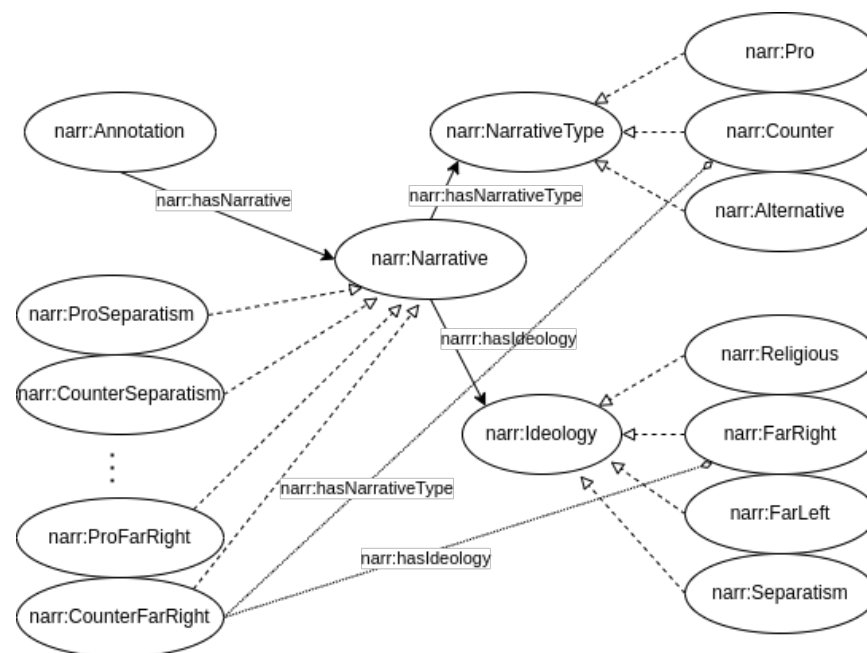 narr:Pro
narr:Annotation
narr:NarrativeType
narr:Counter
narr:hasNarrative
narr:hasNarrativeType
narr:Alternative
narr:Narrative
narr:ProSeparatism
narrr:hasIdeology
narr:Religious
narr:CounterSeparatism
narr:Ideology
narr:FarRight
narr:hasNarrativeType
narr:FarLeft
narr:ProFarRight
narr:hasIdeology
narr:Separatism
narr:CounterFarRight